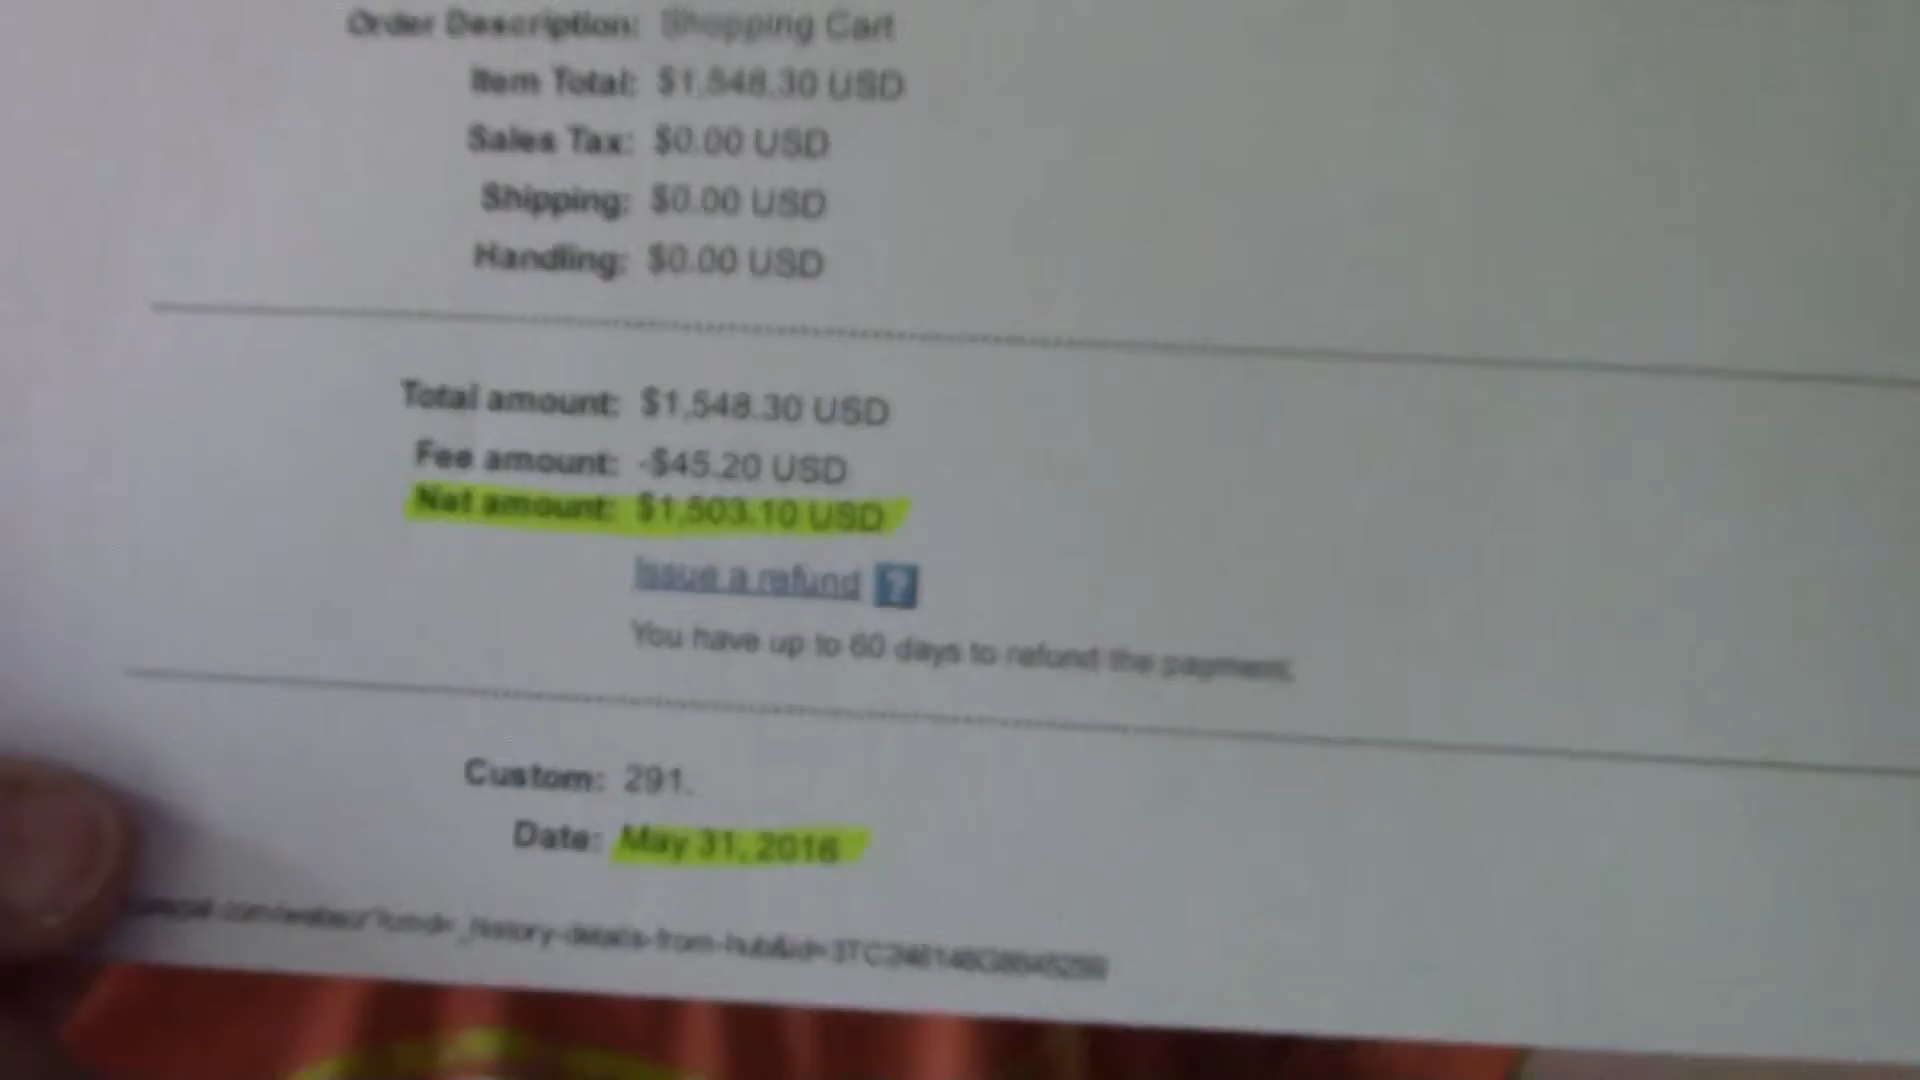 Order Description: Shopping Cart
Item Total: $1,548.30 USD
Sales Tax: $0.00 USD
Shipping: $0.00 USD
Handling: $0.00 USD
Total amount: $1,548.30 USD
Fee amount: -$45.20 USD
Net amount: $1,503.10 USD
Issue a refund ?
You have up to 60 days to refund the payment.
Custom: 291.
Date: May 31, 2016